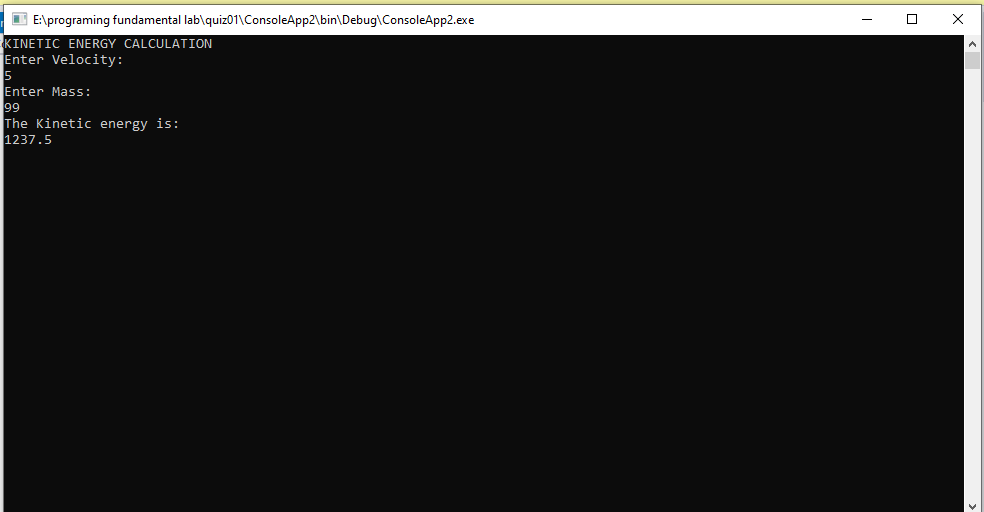 E:\programing fundamental lab\quiz01\ConsoleApp2\bin\Debug\ConsoleApp2.exe
KINETIC ENERGY CALCULATION
Enter Velocity:
5
Enter Mass:
99
The Kinetic energy is:
1237.5